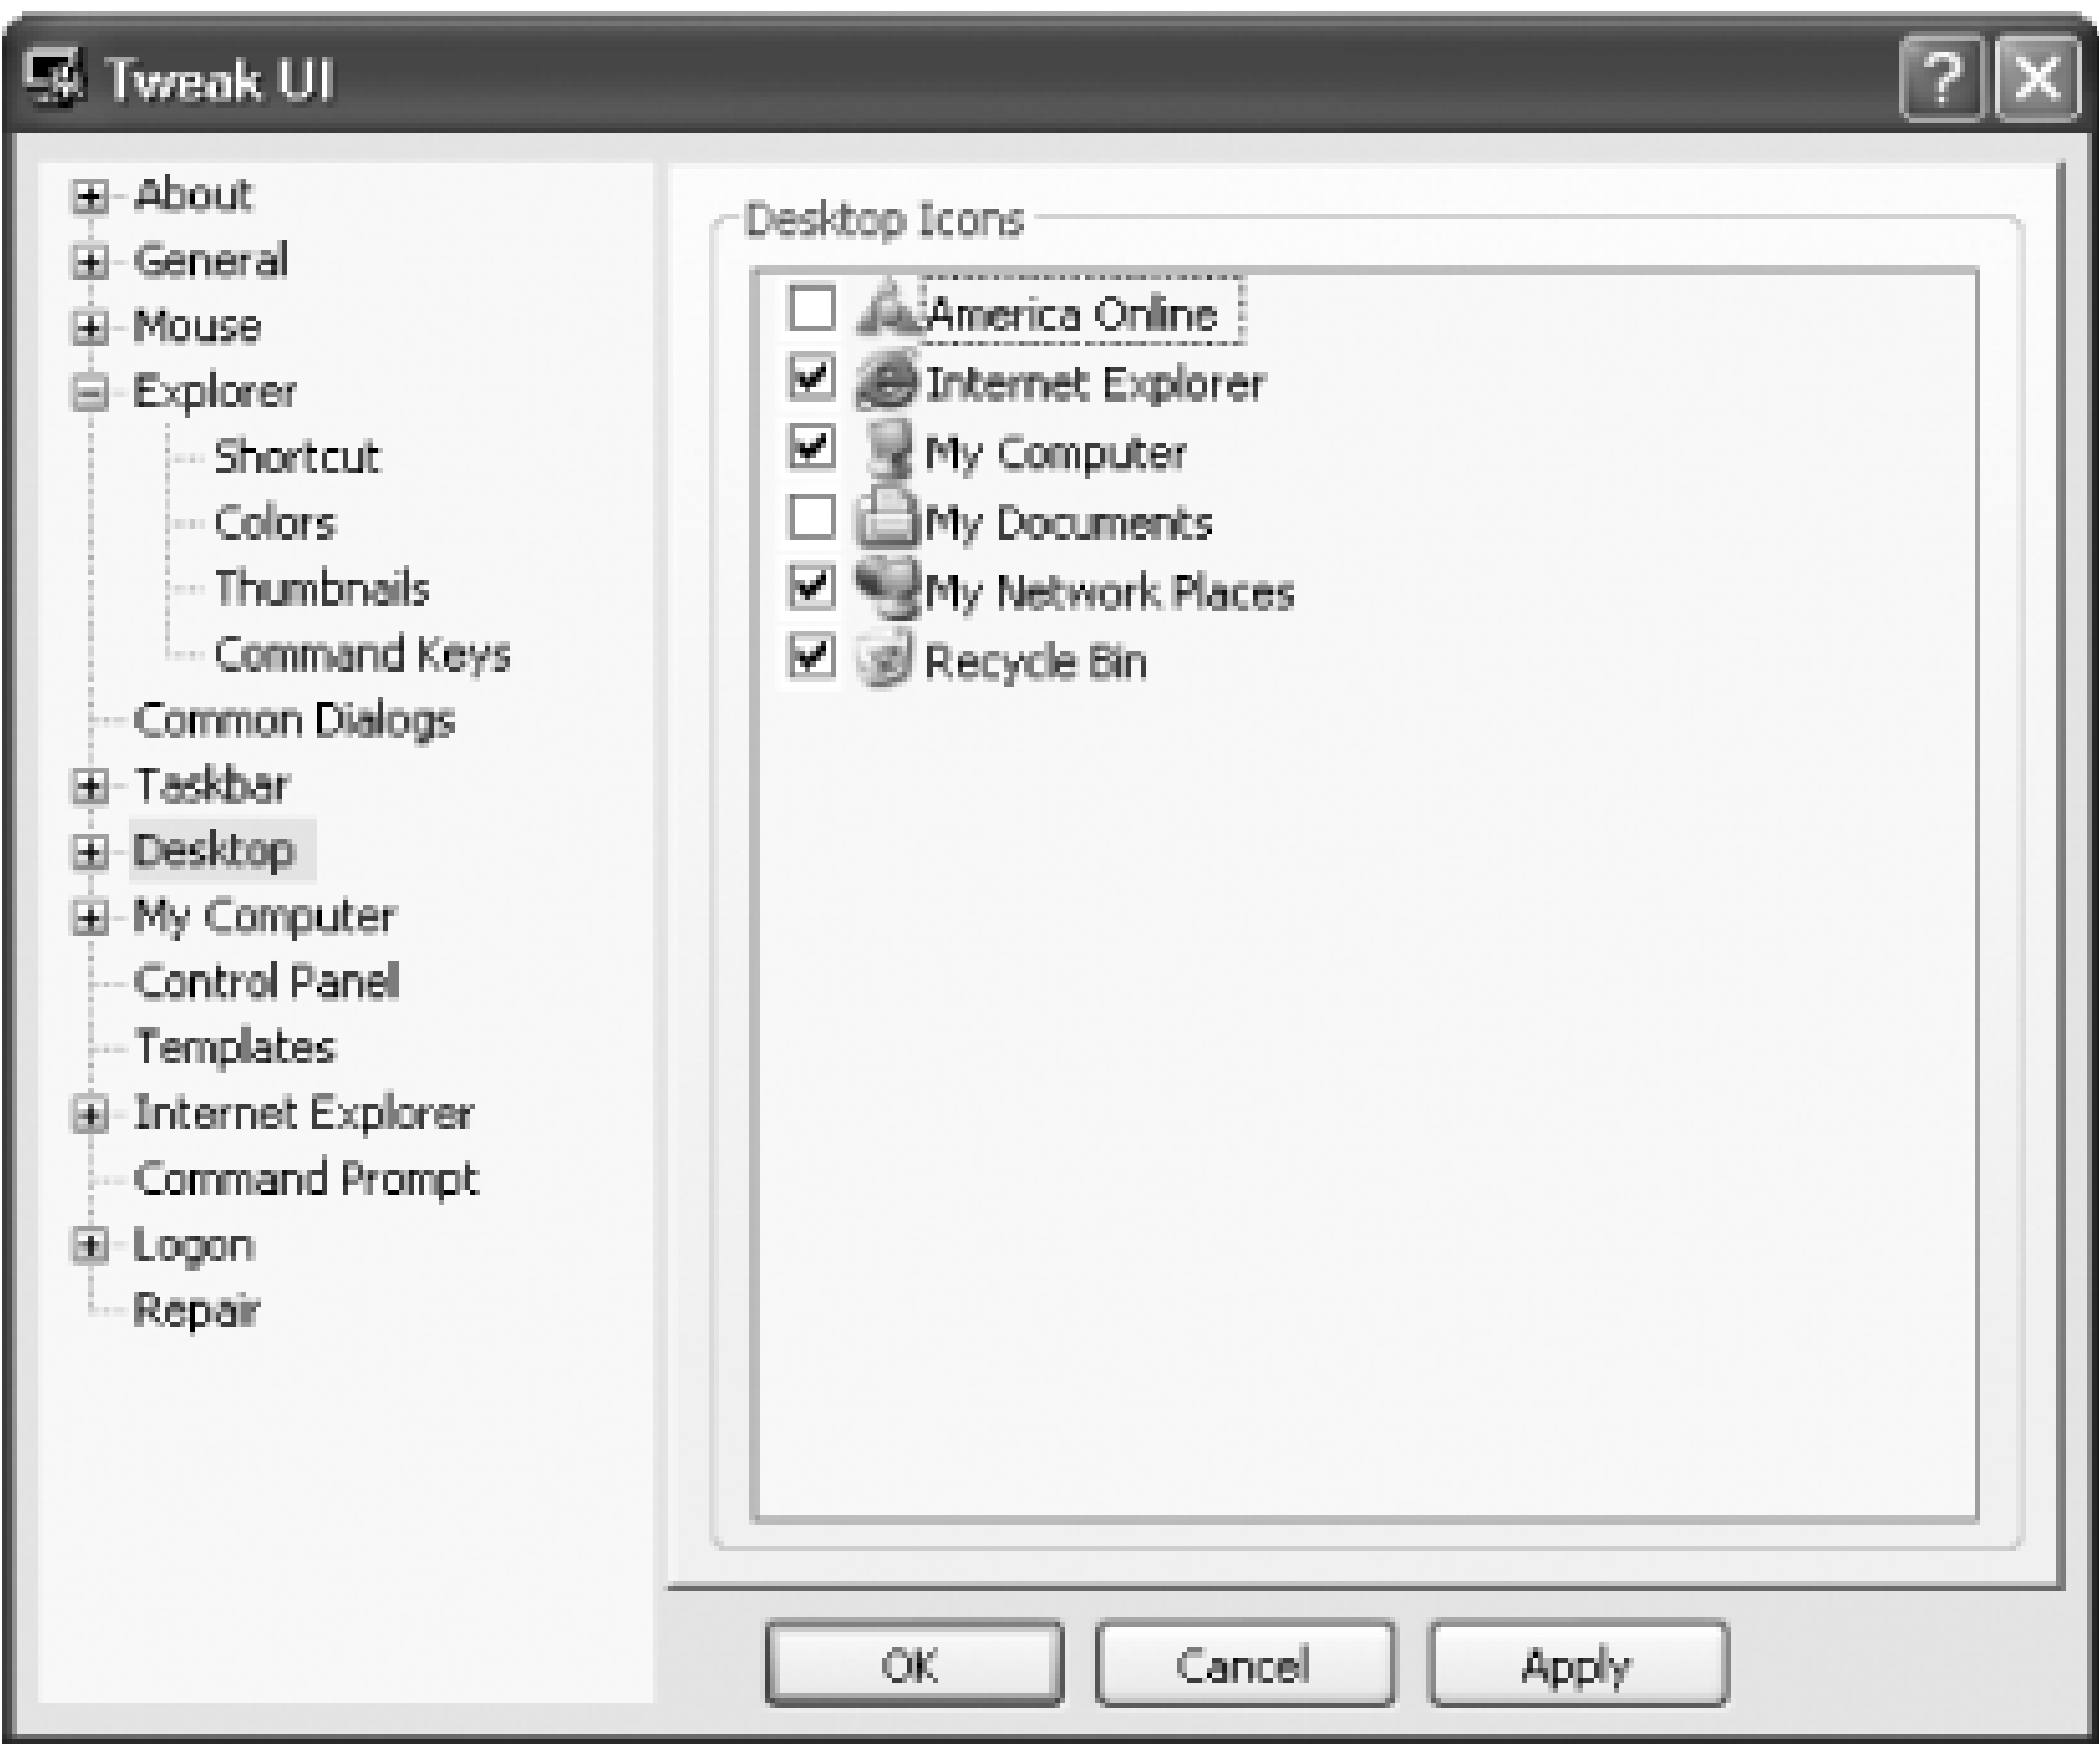 Tweak UI
About
General
Mouse
Explorer
Shortcut
Colors
Thumbnails
Command Keys
Common Dialogs
Taskbar
Desktop
My Computer
Control Panel
Templates
Internet Explorer
Command Prompt
Logon
Repair
Desktop Icons
America Online
Internet Explorer
My Computer
My Documents
My Network Places
Recycle Bin
OK
Cancel
Apply